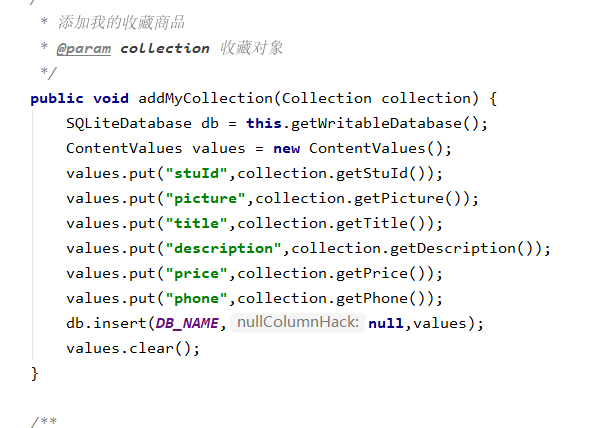 /
* 添加我的收藏商品
* @param collection 收藏对象
*/
public void addMyCollection(Collection collection) {
SQLiteDatabase db = this.getWritableDatabase();
ContentValues values = new ContentValues();
values.put("stuId",collection.getStuId());
values.put("picture",collection.getPicture());
values.put("title",collection.getTitle());
values.put("description",collection.getDescription());
values.put("price",collection.getPrice());
values.put("phone",collection.getPhone());
db.insert(DB_NAME, nullColumnHack: null,values);
values.clear();
}
/**